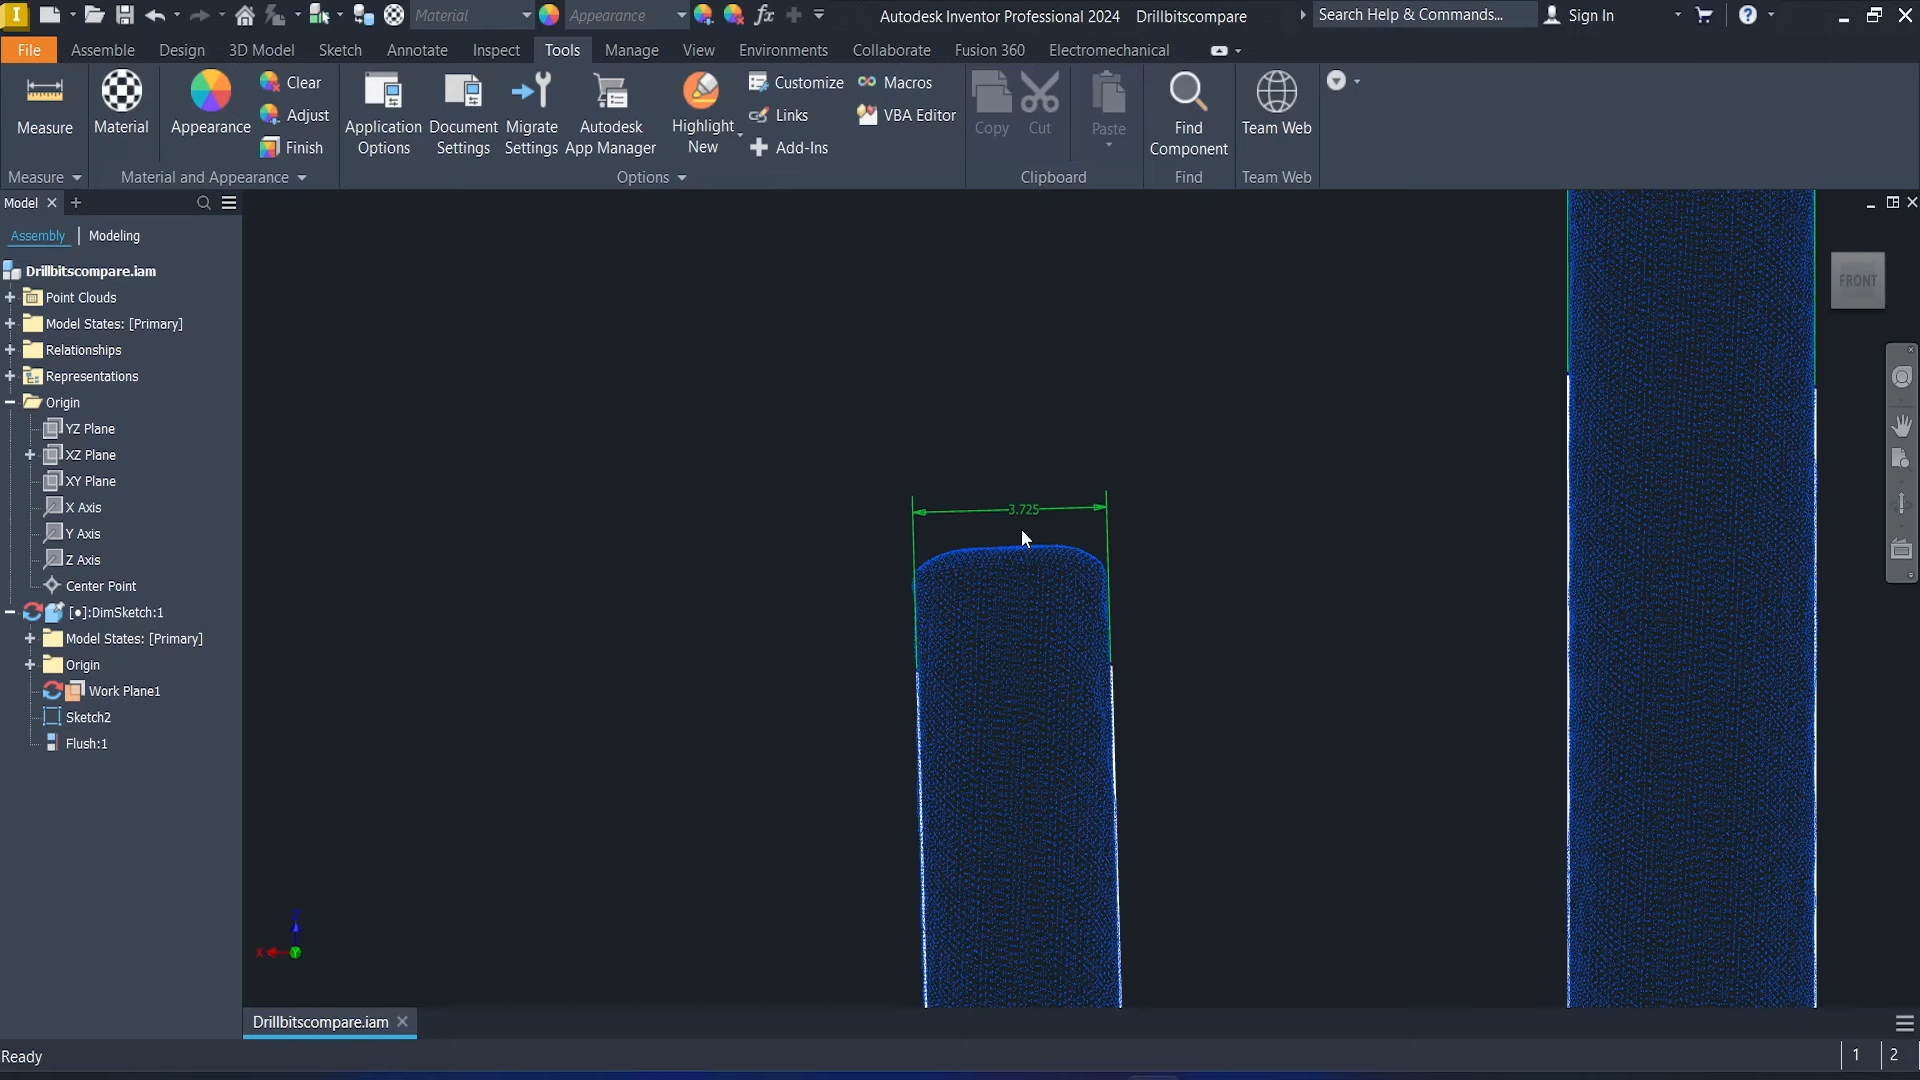 Material
Appearance
Autodesk Inventor Professional 2024 Drillbitscompare
Search Help & Commands...
Sign In
File Assemble Design 3D Model Sketch Annotate Inspect Tools Manage View Environments Collaborate Fusion 360 Electromechanical
Measure
Material
Appearance
Clear
Adjust
Finish
Application Options
Document Settings
Migrate Settings
Autodesk App Manager
Highlight New
Customize
Links
Add-Ins
Macros
VBA Editor
Copy
Cut
Paste
Find Component
Team Web
Measure
Material and Appearance
Options
Clipboard
Find
Team Web
Model
Assembly | Modeling
Drillbitscompare.iam
Point Clouds
Model States: [Primary]
Relationships
Representations
Origin
YZ Plane
XZ Plane
XY Plane
X Axis
Y Axis
Z Axis
Center Point
[•]:DimSketch:1
Model States: [Primary]
Origin
Work Plane1
Sketch2
Flush:1
3.725
FRONT
X
Y
Drillbitscompare.iam
Ready
1
2